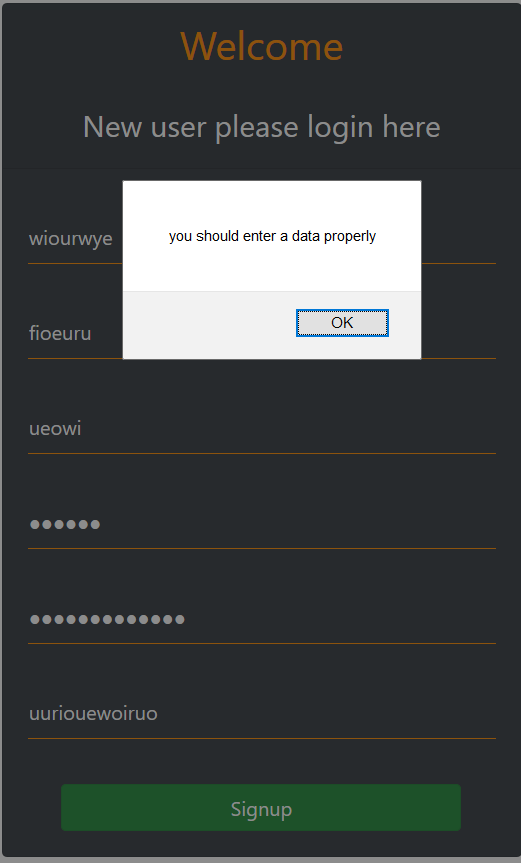 Welcome
New user please login here
wiourwye
you should enter a data properly
OK
fioeuru
ueowi
●●●●●●
●●●●●●●●●●●●●
uuriouewoiruo
Signup